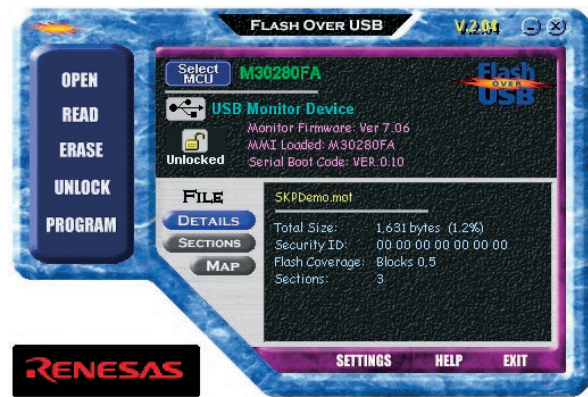 FLASH OVER USB
V.2.04
OPEN
READ
ERASE
UNLOCK
PROGRAM
Select MCU
M30280FA
Flash
OVER
USB
USB Monitor Device
Monitor Firmware: Ver 7.06
MMI Loaded: M30280FA
Serial Boot Code: VER.0.10
Unlocked
FILE
DETAILS
SECTIONS
MAP
SKPDemo.mot
Total Size: 1,631 bytes (1.2%)
Security ID: 00 00 00 00 00 00 00
Flash Coverage: Blocks 0,5
Sections: 3
SETTINGS HELP EXIT
RENESAS